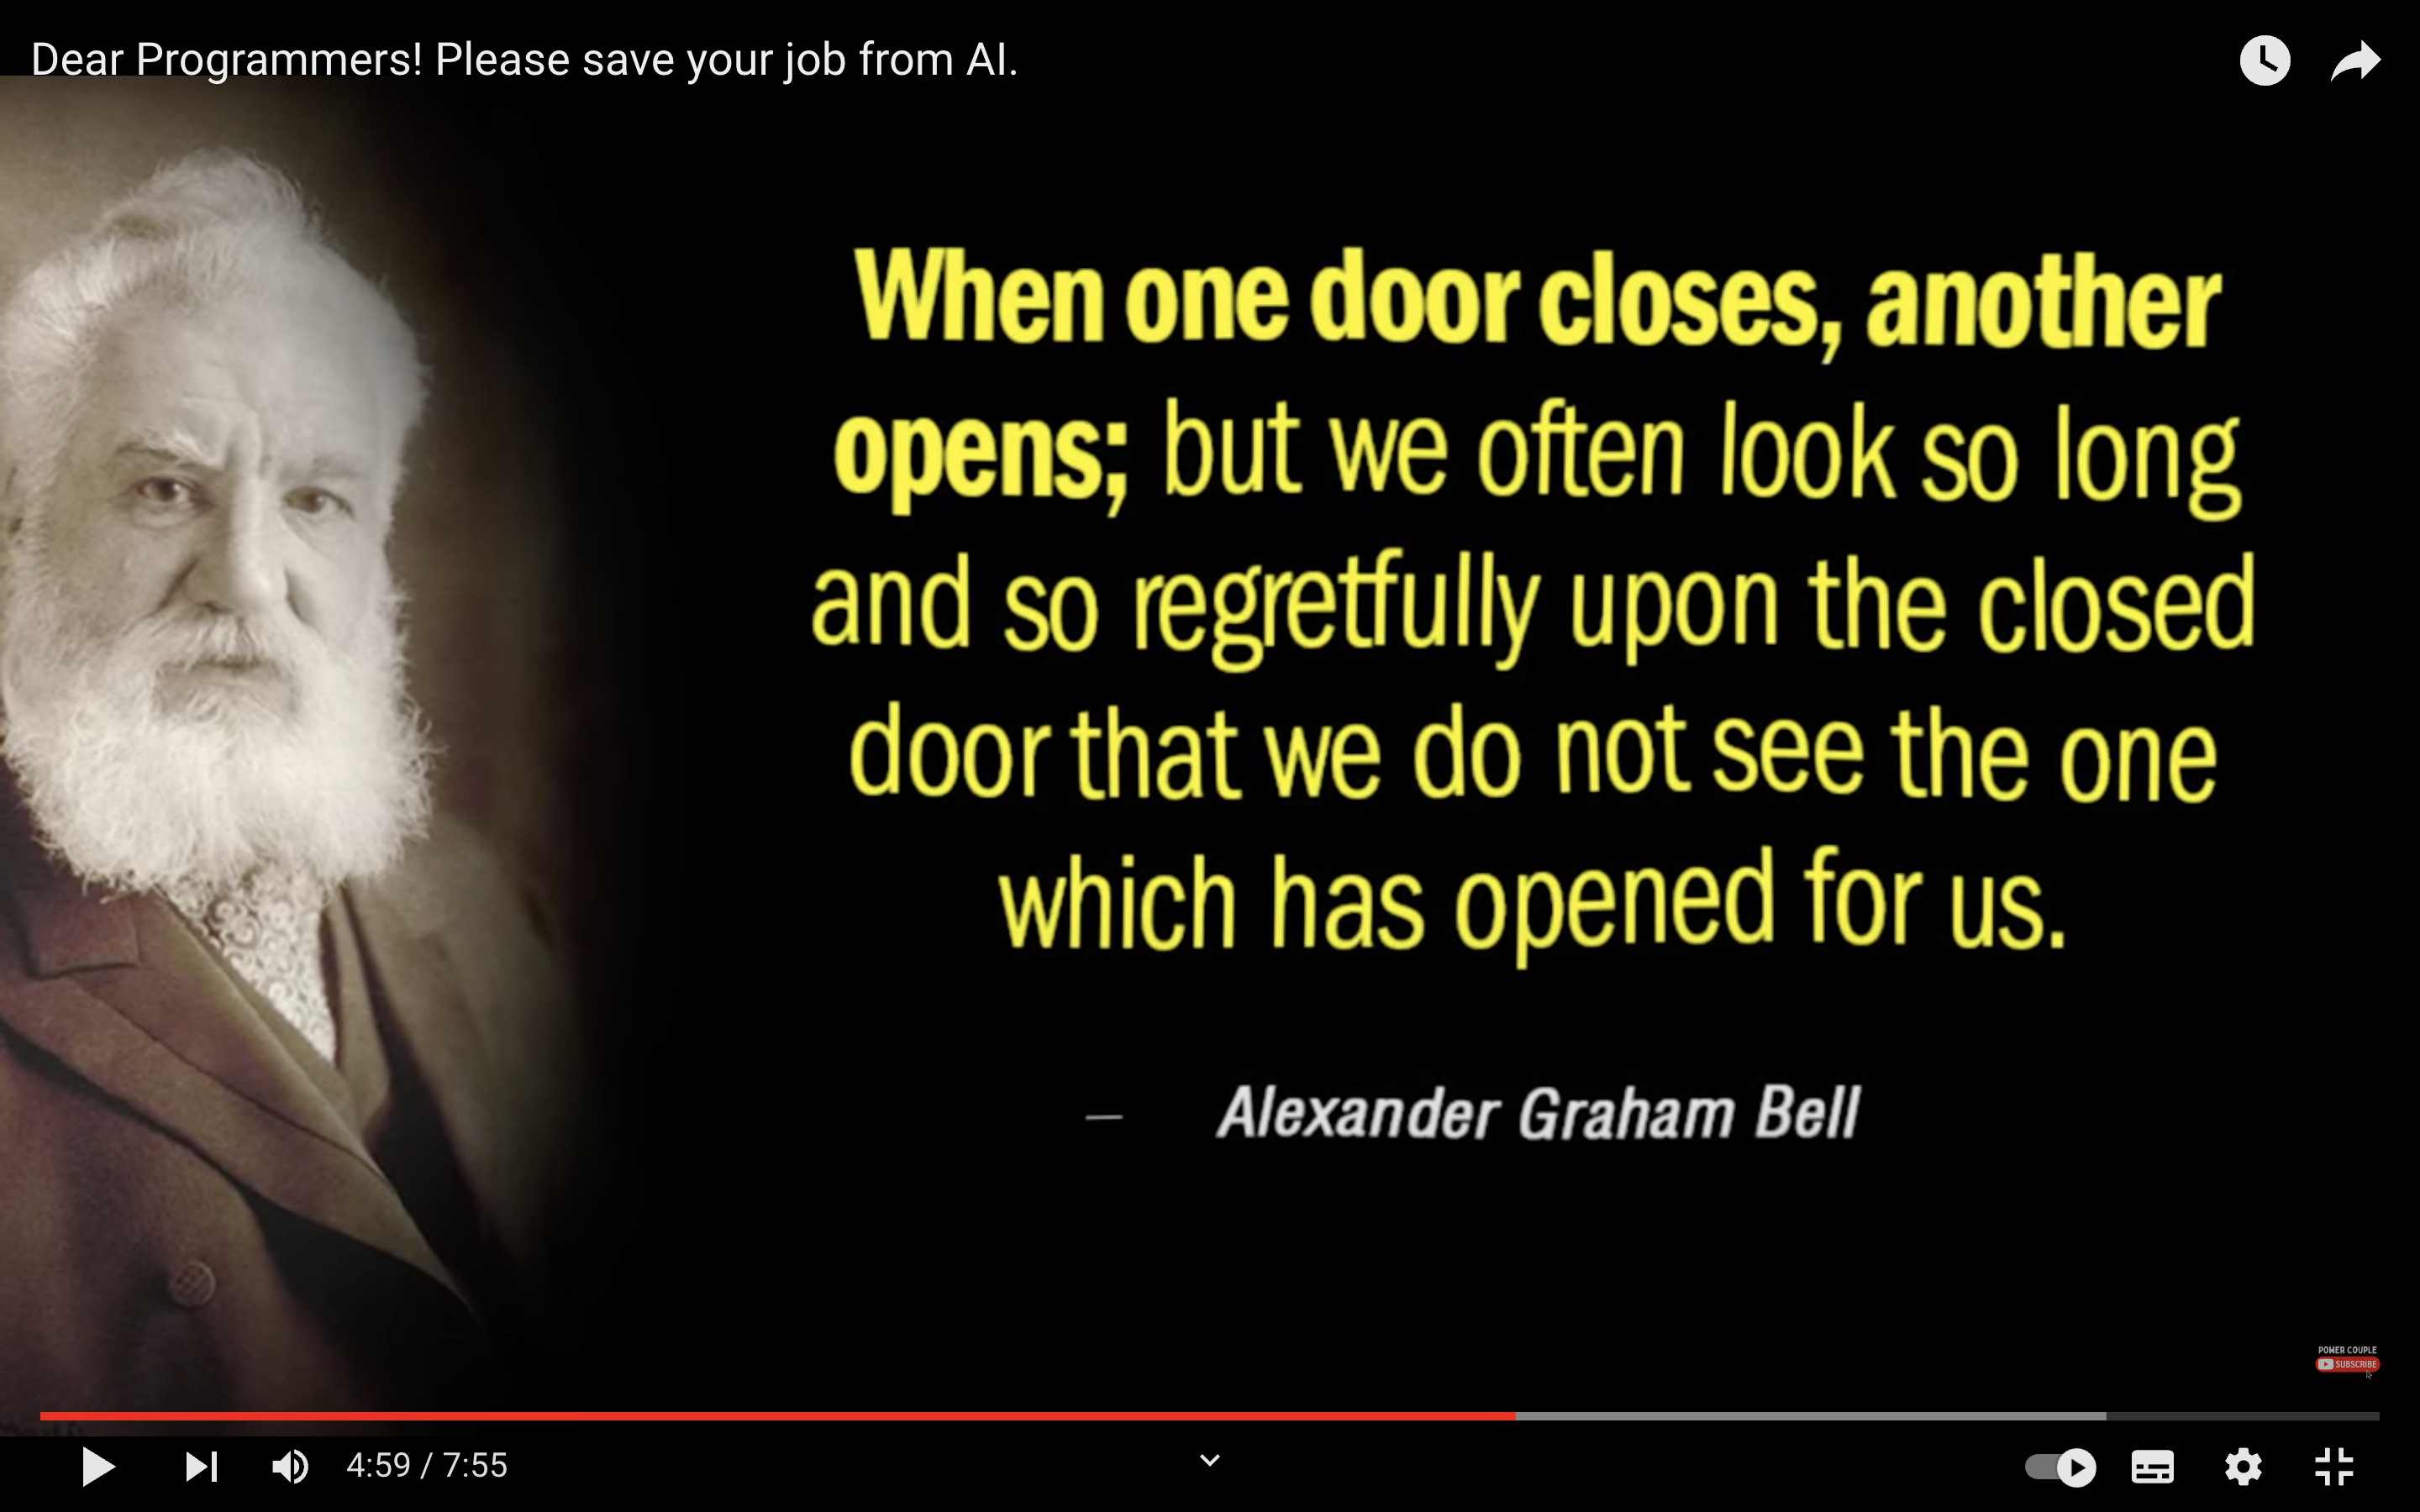 Dear Programmers! Please save your job from AI.
When one door closes, another
opens; but we often look so long
and so regretfully upon the closed
door that we do not see the one
which has opened for us.
— Alexander Graham Bell
POWER COUPLE
SUBSCRIBE
4:59 / 7:55